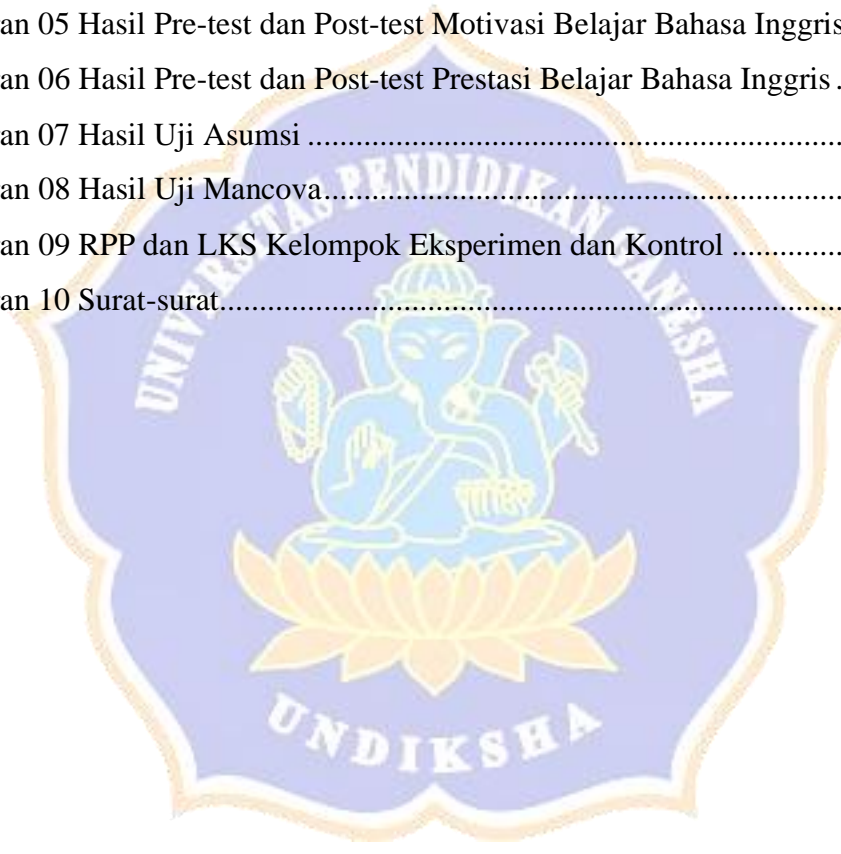 an 05 Hasil Pre-test dan Post-test Motivasi Belajar Bahasa Inggris
an 06 Hasil Pre-test dan Post-test Prestasi Belajar Bahasa Inggris .
an 07 Hasil Uji Asumsi ...............................................................................
an 08 Hasil Uji Mancova.............................................................................
an 09 RPP dan LKS Kelompok Eksperimen dan Kontrol ................
an 10 Surat-surat...........................................................................................
UNIVERSITAS PENDIDIKAN GANESHA
UNDIKSHA